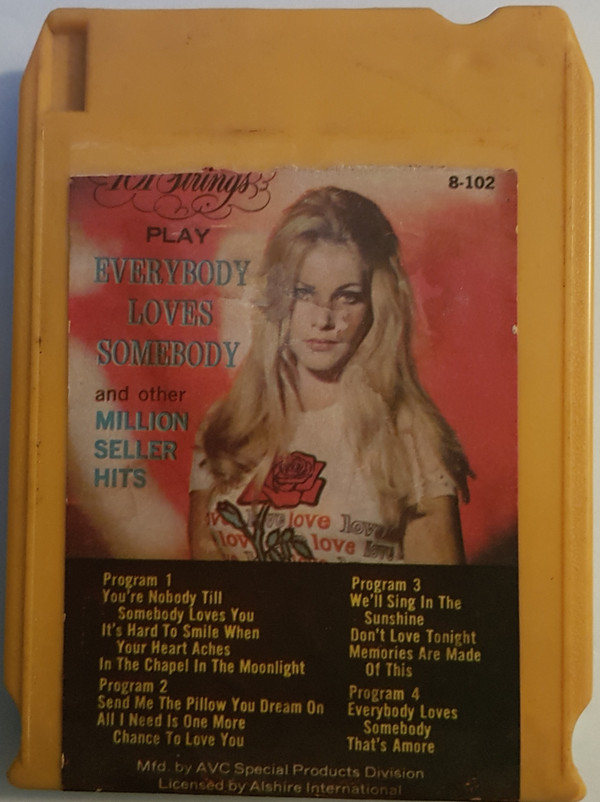 101 Strings
8-102
PLAY
EVERYBODY
LOVES
SOMEBODY
and other
MILLION
SELLER
HITS
love love
love love
Program 1
You're Nobody Till
Somebody Loves You
It's Hard To Smile When
Your Heart Aches
In The Chapel In The Moonlight
Program 2
Send Me The Pillow You Dream On
All I Need Is One More
Chance To Love You
Program 3
We'll Sing In The
Sunshine
Don't Love Tonight
Memories Are Made
Of This
Program 4
Everybody Loves
Somebody
That's Amore
Mfd. by AVC Special Products Division
Licensed by Alshire International